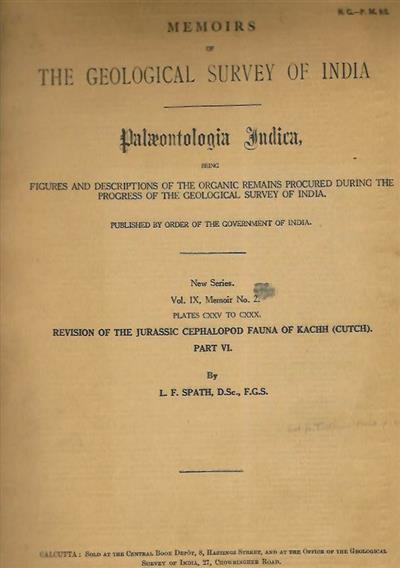 MEMOIRS
OF
THE GEOLOGICAL SURVEY OF INDIA
Palæontologia Indica,
BEING
FIGURES AND DESCRIPTIONS OF THE ORGANIC REMAINS PROCURED DURING THE
PROGRESS OF THE GEOLOGICAL SURVEY OF INDIA.
PUBLISHED BY ORDER OF THE GOVERNMENT OF INDIA.
New Series.
Vol. IX, Memoir No. 2.
PLATES CXXV TO CXXX.
REVISION OF THE JURASSIC CEPHALOPOD FAUNA OF KACHH (CUTCH).
PART VI.
By
L. F. SPATH, D.Sc., F.G.S.
CALCUTTA: SOLD AT THE CENTRAL BOOK DEPÔT, 8, HASTINGS STREET, AND AT THE OFFICE OF THE GEOLOGICAL
SURVEY OF INDIA, 27, CHOWRINGHEE ROAD.